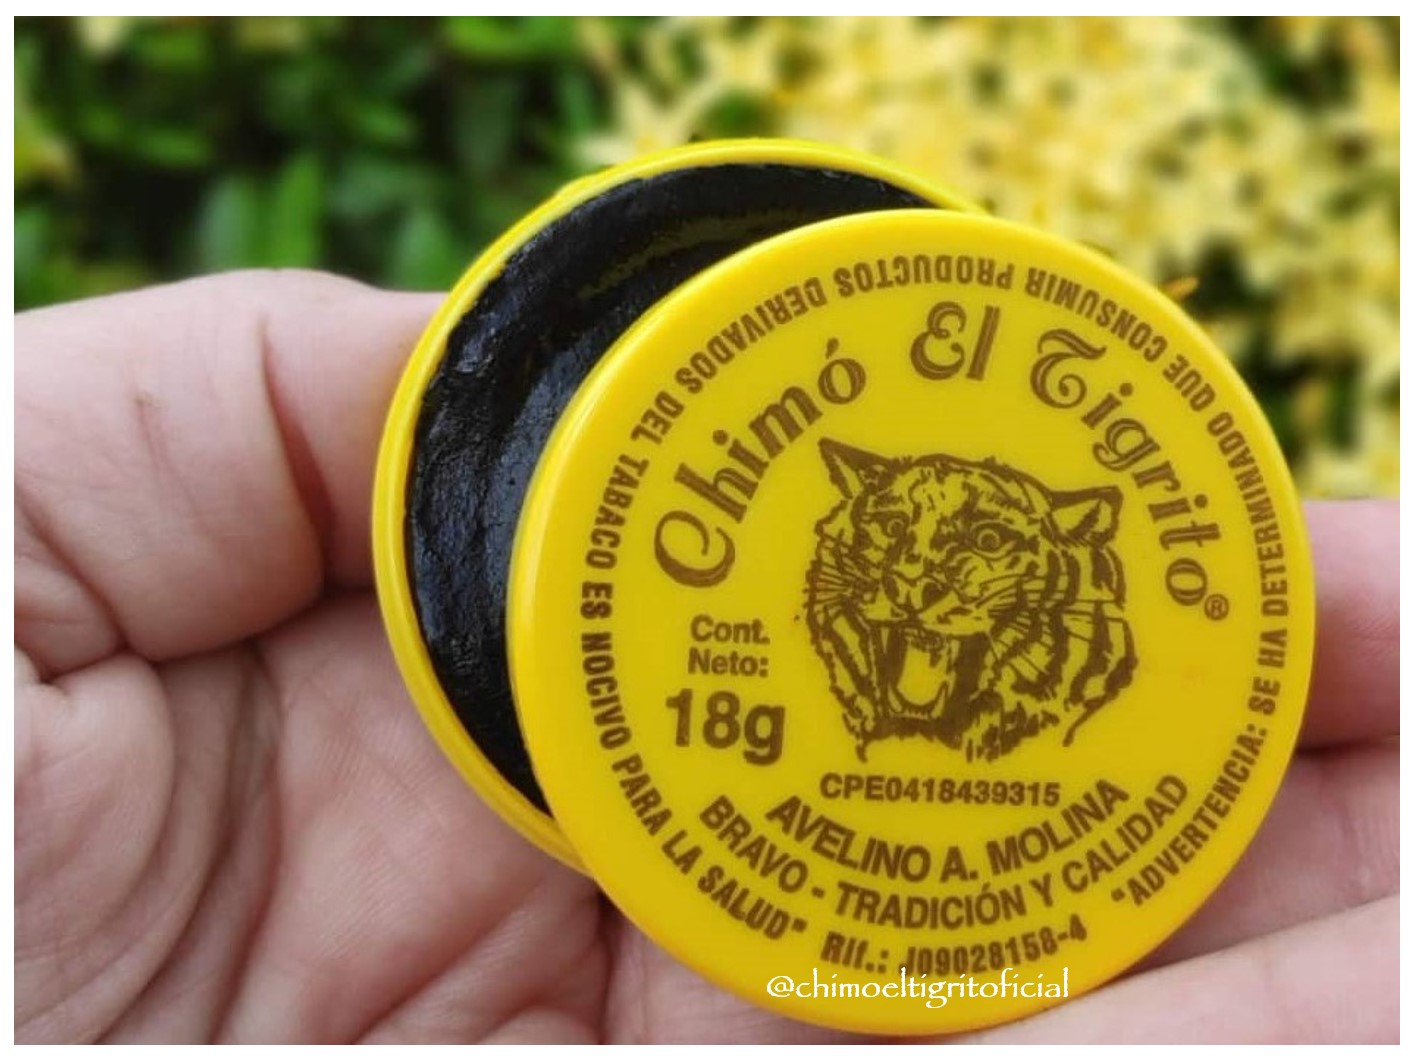 "ADVERTENCIA: SE HA DETERMINADO QUE CONSUMIR PRODUCTOS DERIVADOS DEL TABACO ES NOCIVO PARA LA SALUD"
Chimó El Tigrito®
Cont.
Neto:
18g
CPE0418439315
AVELINO A. MOLINA
BRAVO - TRADICIÓN Y CALIDAD
Rif.: J09028158-4
@chimoeltigritoficial